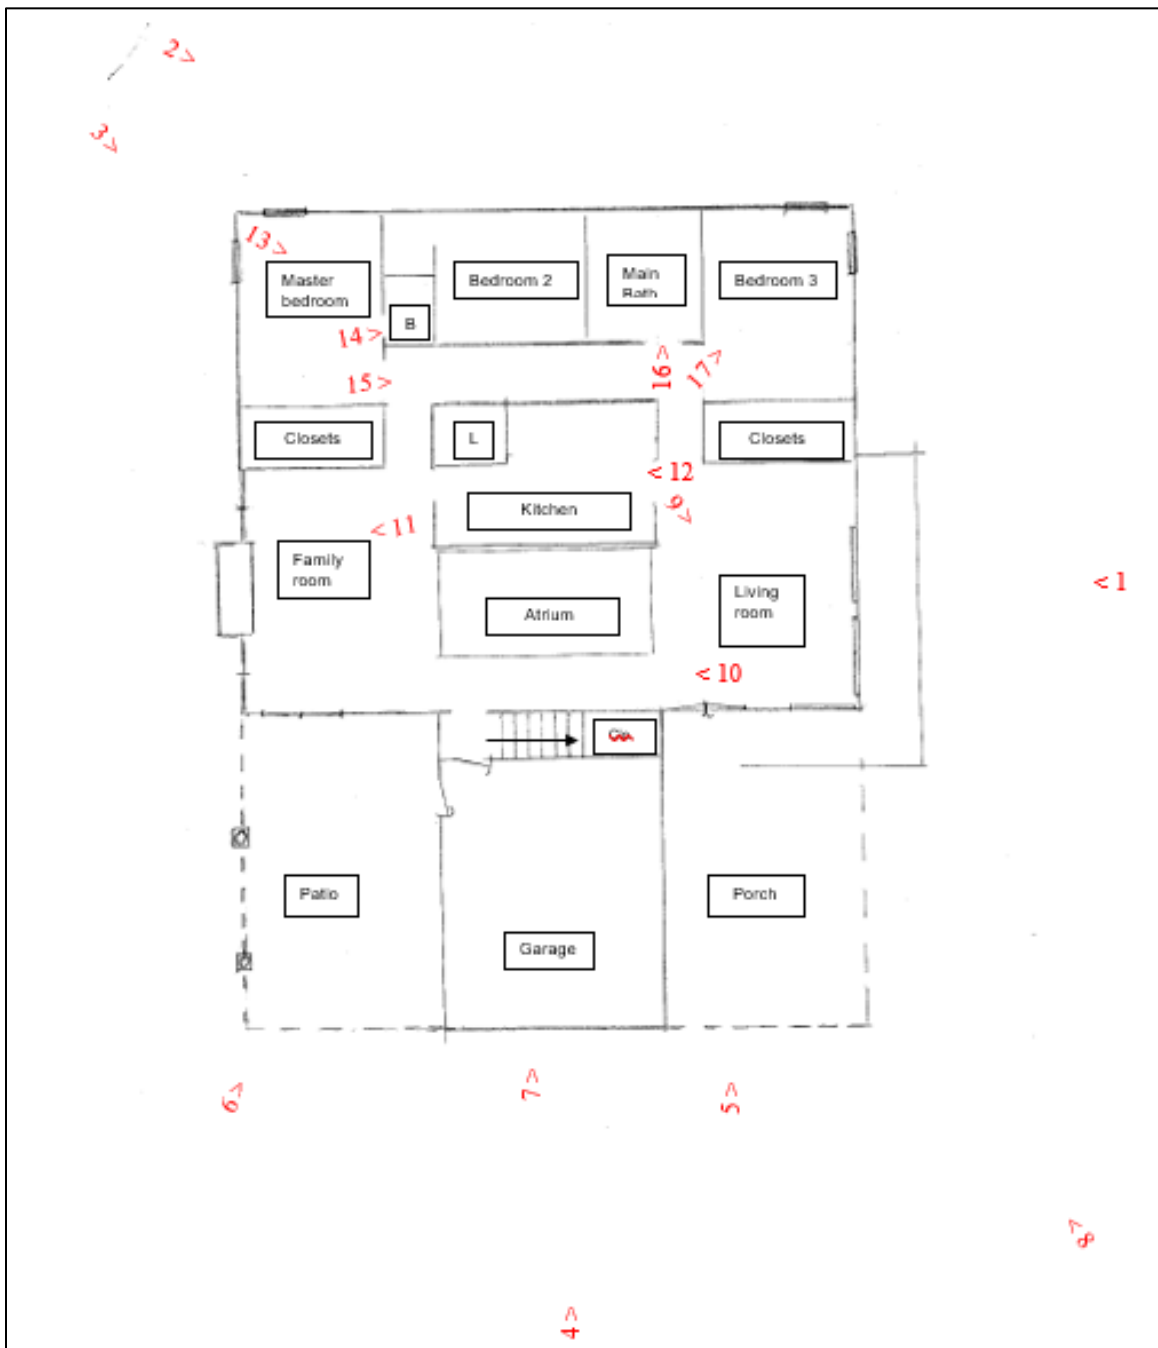 2 >
3 >
13 >
Master
bedroom
Bedroom 2
Main
Bath
Bedroom 3
B
14 >
15 >
16 >
17 >
Closets
L
Closets
< 12
9 >
Kitchen
< 11
Family
room
Atrium
Living
room
< 1
< 10
Patio
Porch
Garage
6 >
7 >
5 >
8 >
4 >